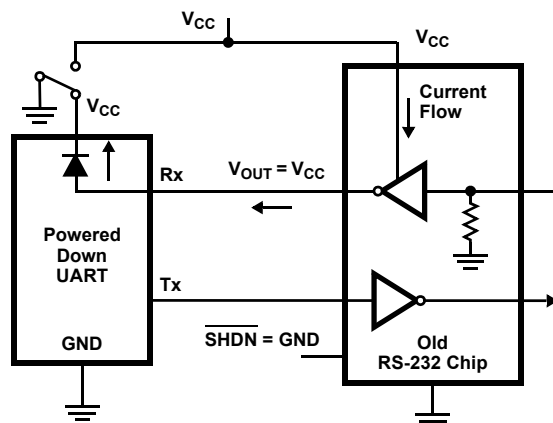 VCC
VCC
VCC
Current
Flow
Rx
VOUT = VCC
Powered
Down
UART
Tx
GND
SHDN = GND
Old
RS-232 Chip